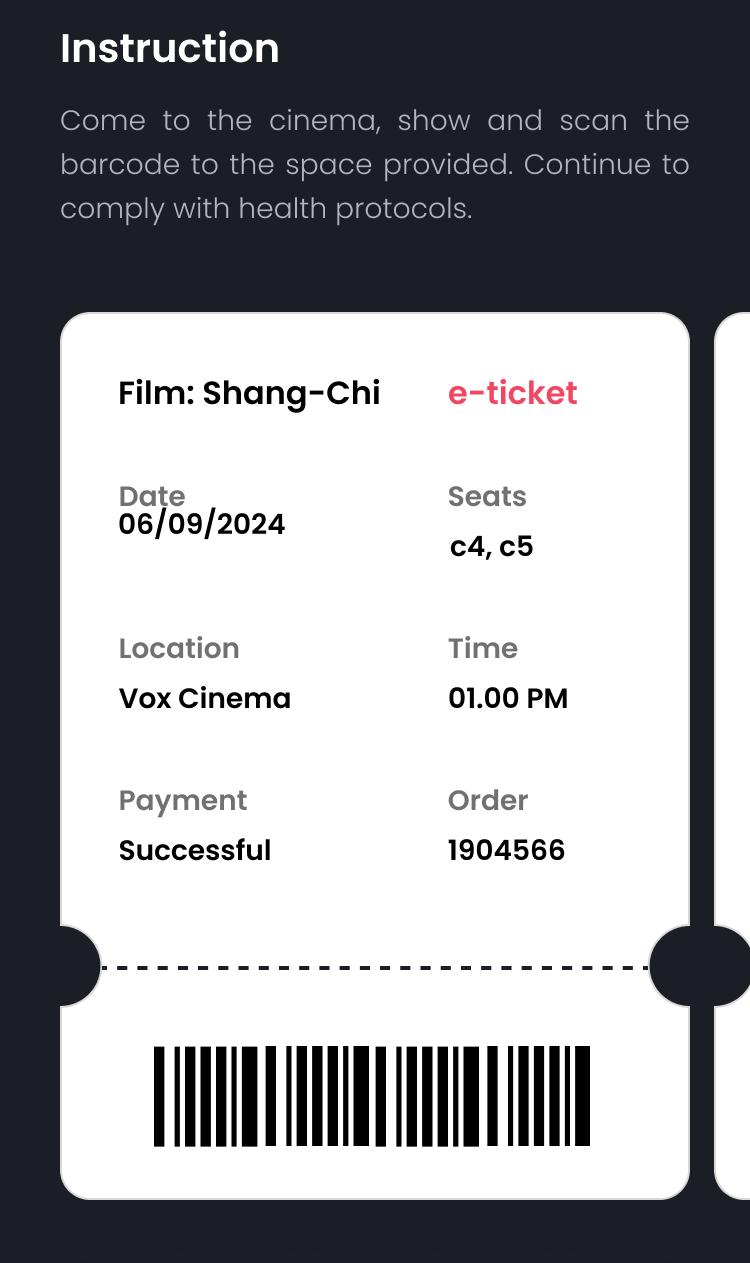 Instruction
Come to the cinema, show and scan the
barcode to the space provided. Continue to
comply with health protocols.
Film: Shang-Chi
e-ticket
Date
06/09/2024
Seats
c4, c5
Location
Vox Cinema
Time
01.00 PM
Payment
Successful
Order
1904566